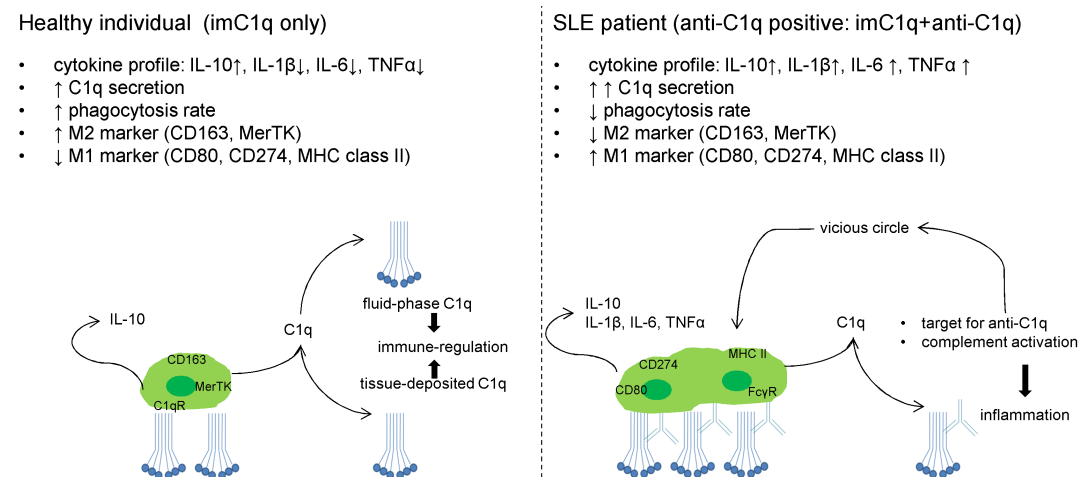 Healthy individual (imC1q only)
• cytokine profile: IL-10↑, IL-1β↓, IL-6↓, TNFα↓
• ↑ C1q secretion
• ↑ phagocytosis rate
• ↑ M2 marker (CD163, MerTK)
• ↓ M1 marker (CD80, CD274, MHC class II)
fluid-phase C1q
immune-regulation
tissue-deposited C1q
IL-10
C1q
CD163
MerTK
C1qR
SLE patient (anti-C1q positive: imC1q+anti-C1q)
• cytokine profile: IL-10↑, IL-1β↑, IL-6 ↑, TNFα ↑
• ↑ ↑ C1q secretion
• ↓ phagocytosis rate
• ↓ M2 marker (CD163, MerTK)
• ↑ M1 marker (CD80, CD274, MHC class II)
vicious circle
IL-10
IL-1β, IL-6, TNFα
C1q
• target for anti-C1q
• complement activation
MHC II
CD274
CD80
FcγR
inflammation